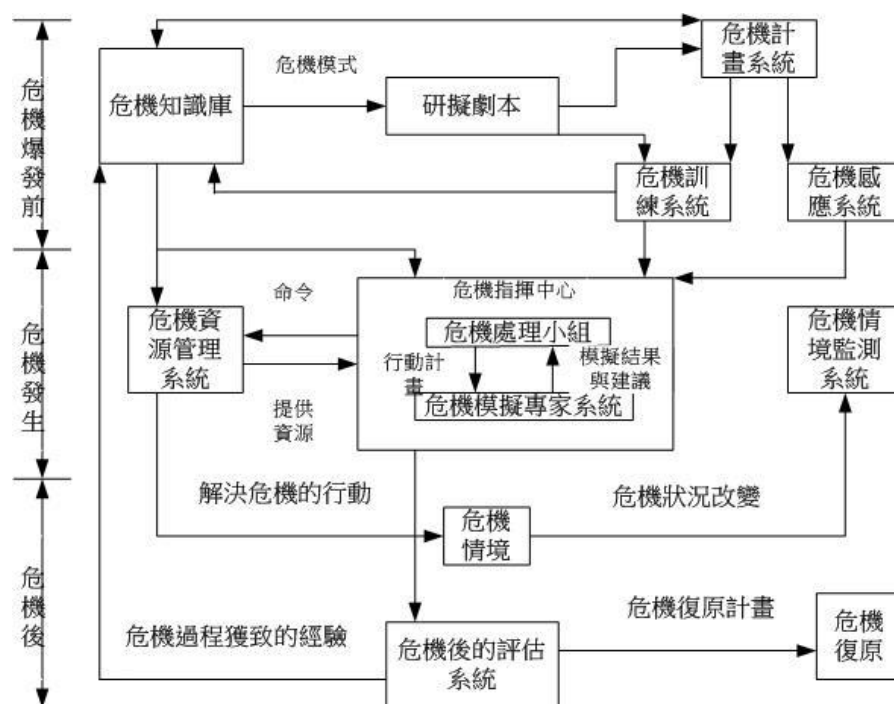 危機爆發前
危機計
畫系統
危機知識庫
危機模式
研擬劇本
危機訓
練系統
危機感
應系統
危機發生
危機指揮中心
命令
危機資
源管理
系統
危機處理小組
行動計
畫
模擬結果
與建議
危機模擬專家系統
提供
資源
危機情
境監測
系統
危機後
解決危機的行動
危機
情境
危機狀況改變
危機過程獲致的經驗
危機後的評估
系統
危機復原計畫
危機
復原